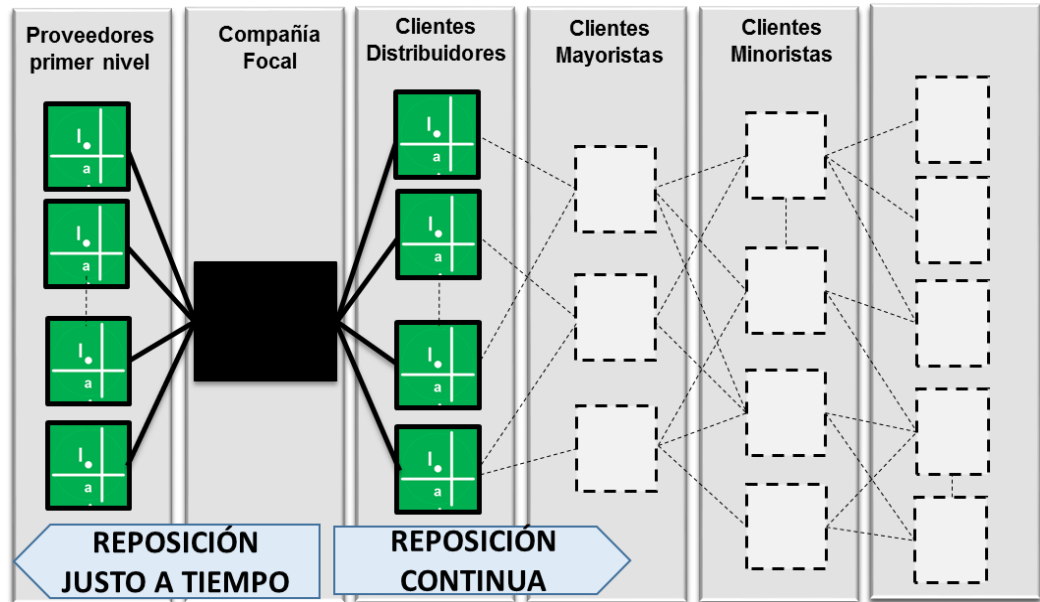 Proveedores
primer nivel
Compañía
Focal
Clientes
Distribuidores
Clientes
Mayoristas
Clientes
Minoristas
I
a
I
a
I
a
I
a
I
a
I
a
I
a
I
a
REPOSICIÓN
JUSTO A TIEMPO
REPOSICIÓN
CONTINUA